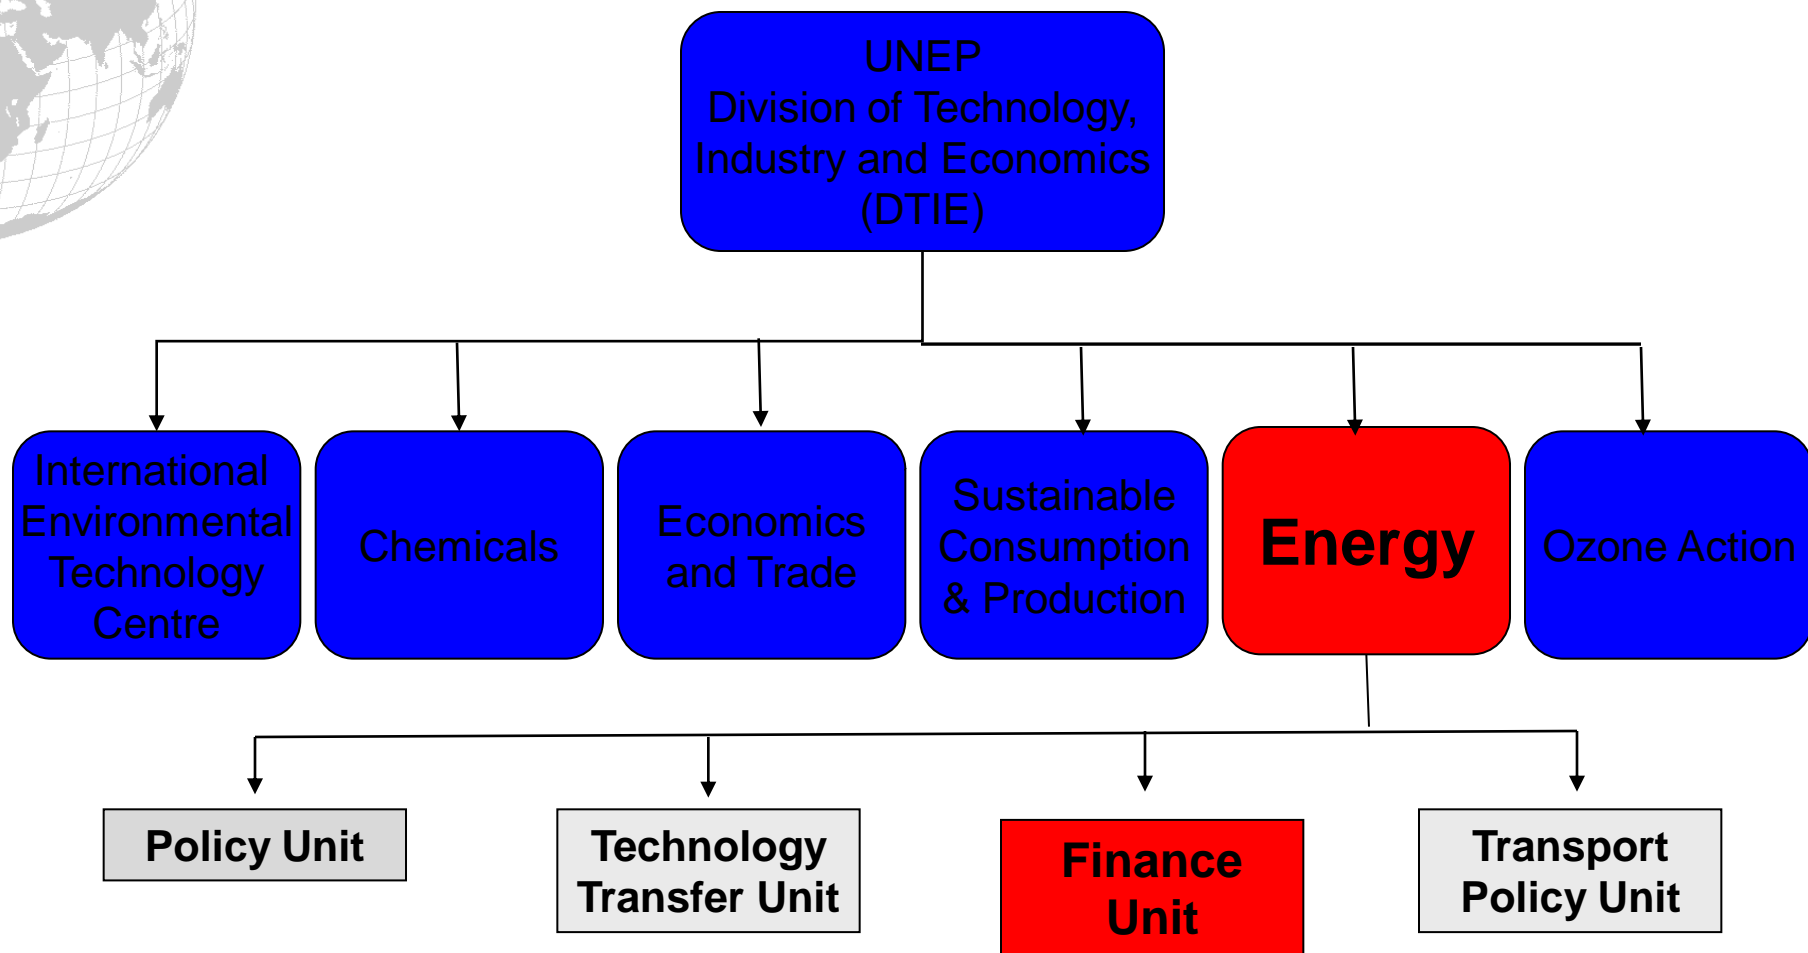 UNEP
Division of Technology,
Industry and Economics
(DTIE)
International
Environmental
Technology
Centre
Chemicals
Economics
and Trade
Sustainable
Consumption
& Production
Energy
Ozone Action
Policy Unit
Technology
Transfer Unit
Finance
Unit
Transport
Policy Unit